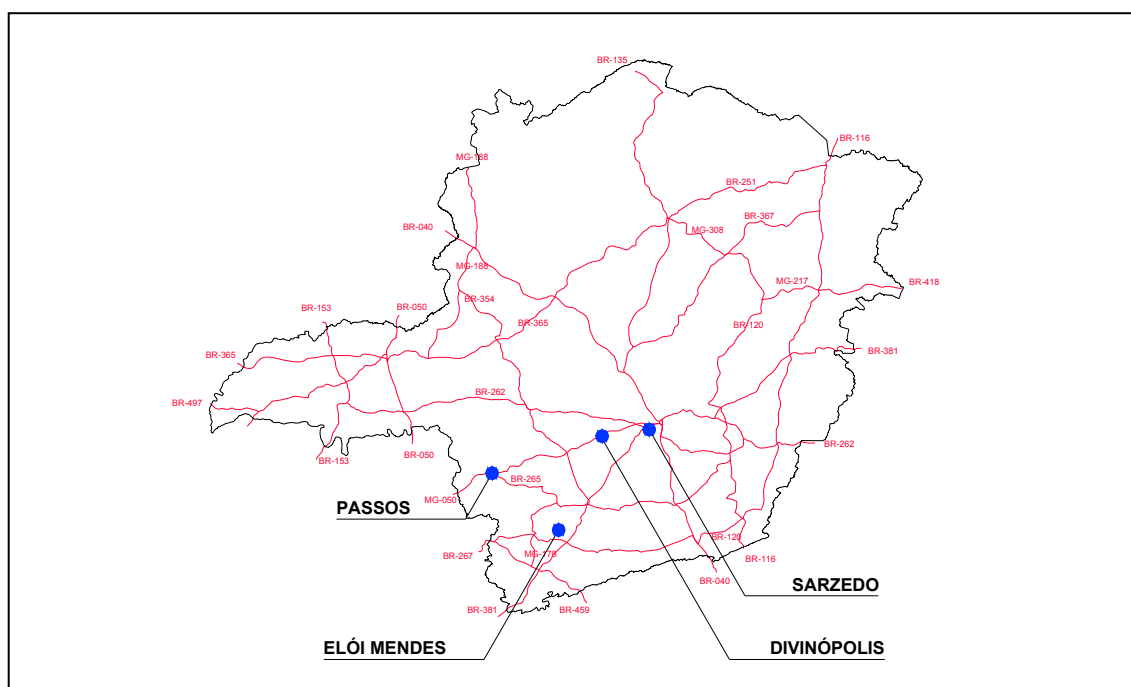 BR-135
BR-116
MG-188
BR-251
BR-367
BR-040
MG-308
MG-188
MG-217
BR-418
BR-354
BR-153
BR-050
BR-365
BR-120
BR-381
BR-365
BR-262
BR-497
BR-262
BR-153
BR-050
BR-265
MG-050
PASSOS
BR-120
BR-267
MG-179
BR-116
BR-040
SARZEDO
BR-381
BR-459
ELÓI MENDES
DIVINÓPOLIS